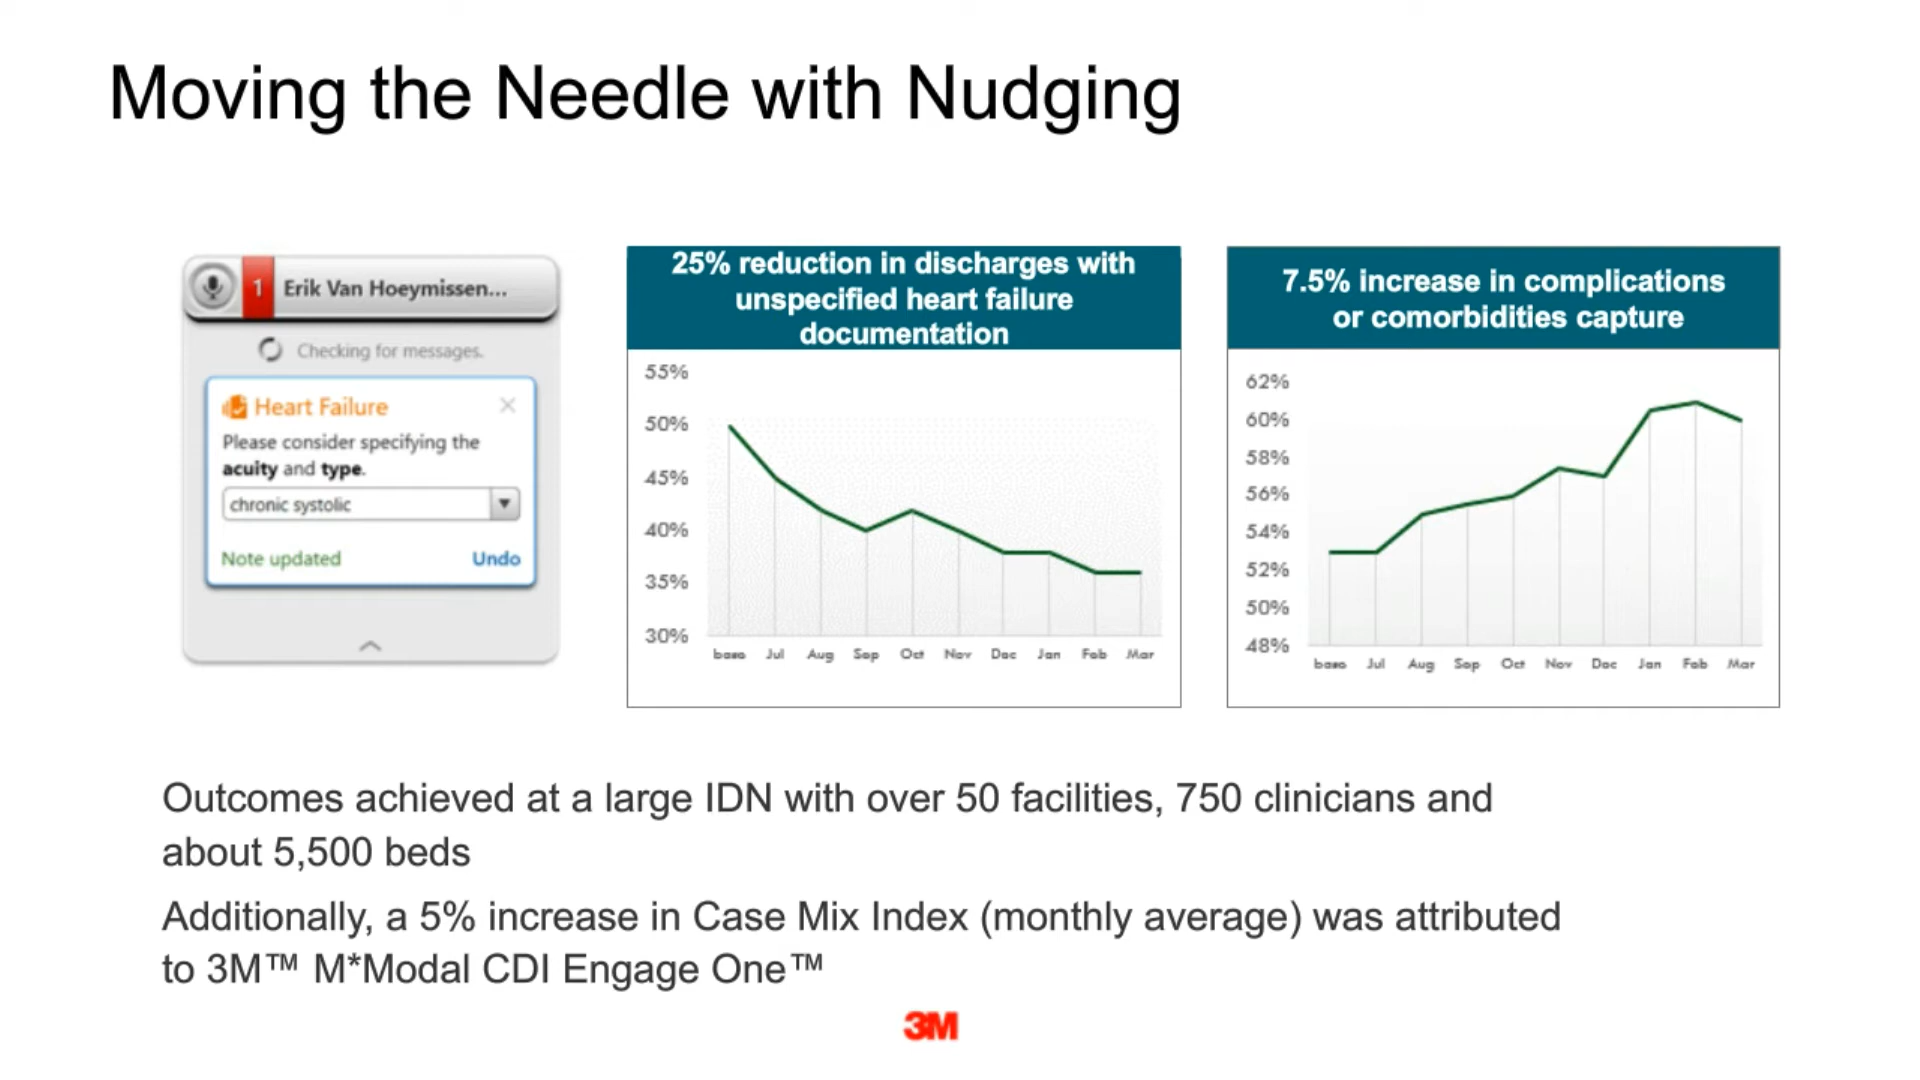 Moving the Needle with Nudging
1 Erik Van Hoeymissen...
Checking for messages.
Heart Failure
Please consider specifying the
acuity and type.
chronic systolic
Note updated Undo
25% reduction in discharges with
unspecified heart failure
documentation
55%
50%
45%
40%
35%
30%
base Jul Aug Sep Oct Nov Dec Jan Feb Mar
7.5% increase in complications
or comorbidities capture
62%
60%
58%
56%
54%
52%
50%
48%
base Jul Aug Sep Oct Nov Dec Jan Feb Mar
Outcomes achieved at a large IDN with over 50 facilities, 750 clinicians and
about 5,500 beds
Additionally, a 5% increase in Case Mix Index (monthly average) was attributed
to 3M™ M*Modal CDI Engage One™
3M